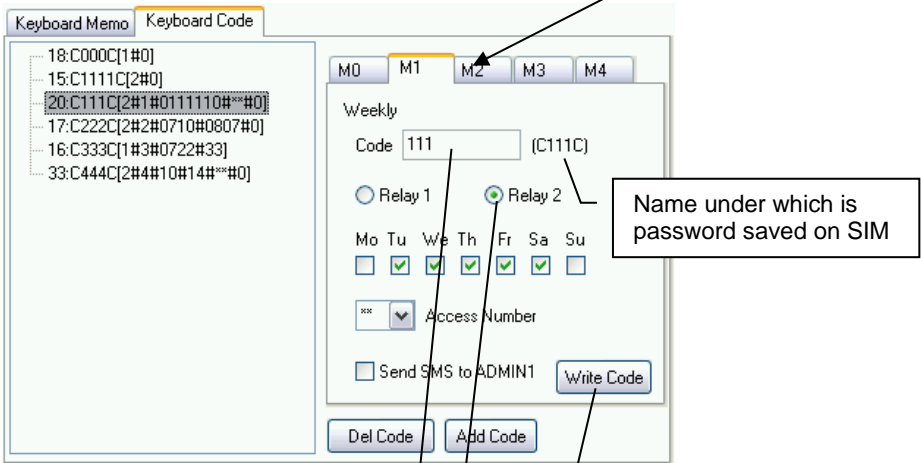 Keyboard Memo Keyboard Code
18:C000C[1#0]
15:C1111C[2#0]
20:C111C[2#1#0111110#**#0]
17:C222C[2#2#0710#0807#0]
16:C333C[1#3#0722#33]
33:C444C[2#4#10#14#**#0]
M0 M1 M2 M3 M4
Weekly
Code 111 (C111C)
Relay 1 Relay 2
Mo Tu We Th Fr Sa Su
** Access Number
Send SMS to ADMIN1 Write Code
Del Code Add Code
Name under which is
password saved on SIM